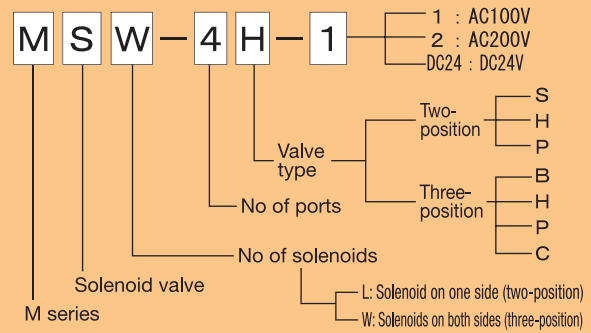 M S W - 4 H - 1
1 : AC100V
2 : AC200V
DC24 : DC24V
Two-
position
S
H
P
Valve
type
Three-
position
B
H
P
C
No of ports
No of solenoids
Solenoid valve
L: Solenoid on one side (two-position)
W: Solenoids on both sides (three-position)
M series